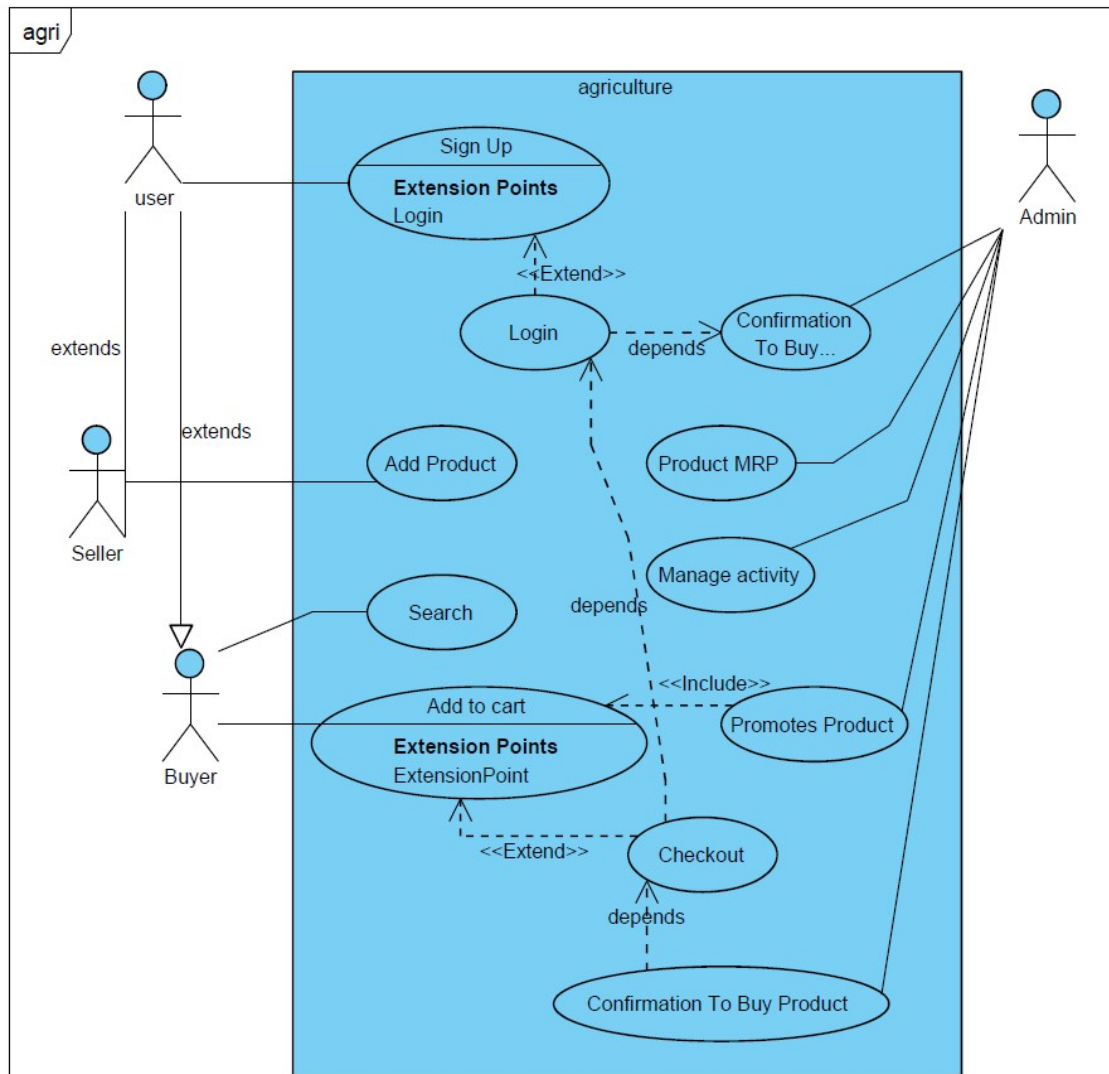 agri
agriculture
Sign Up
Extension Points
Login
user
Admin
<<Extend>>
Login
depends
Confirmation
To Buy...
extends
extends
Add Product
Product MRP
Seller
Manage activity
Search
depends
<<Include>>
Add to cart
Extension Points
ExtensionPoint
Promotes Product
Buyer
<<Extend>>
Checkout
depends
Confirmation To Buy Product